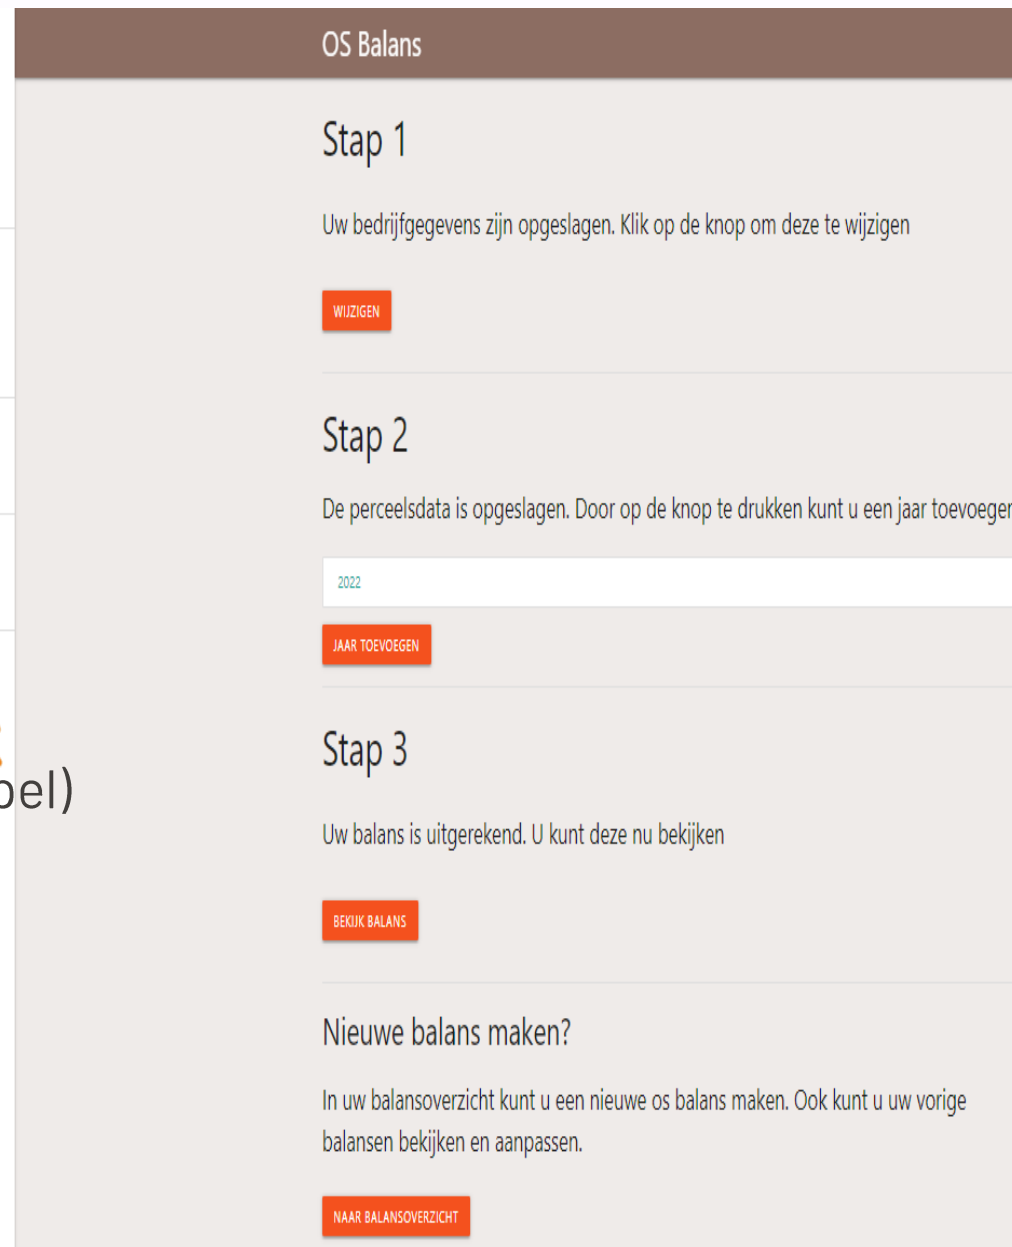 OS Balans
Stap 1
Uw bedrijfgegevens zijn opgeslagen. Klik op de knop om deze te wijzigen
WIJZIGEN
Stap 2
De perceelsdata is opgeslagen. Door op de knop te drukken kunt u een jaar
2022
JAAR TOEVOEGEN
Stap 3
Uw balans is uitgerekend. U kunt deze nu bekijken
BEKIJK BALANS
Nieuwe balans maken?
In uw balansoverzicht kunt u een nieuwe os balans maken. Ook kunt u uw vorige
balansen bekijken en aanpassen.
NAAR BALANSOVERZICHT